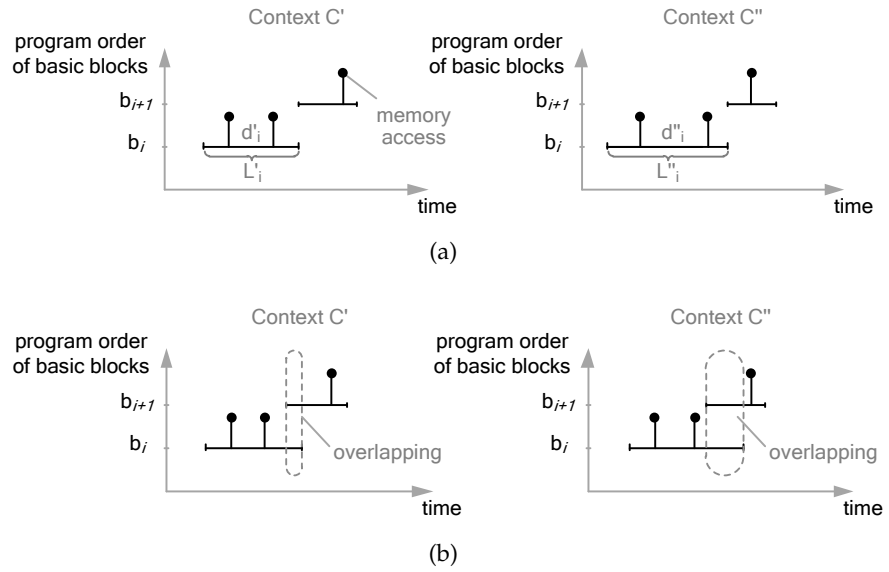 Context C'
program order
of basic blocks
b_{i+1}
b_i
d'_i
L'_i
memory
access
time
Context C"
program order
of basic blocks
b_{i+1}
b_i
d"_i
L"_i
time
(a)
Context C'
program order
of basic blocks
b_{i+1}
b_i
overlapping
time
Context C"
program order
of basic blocks
b_{i+1}
b_i
overlapping
time
(b)